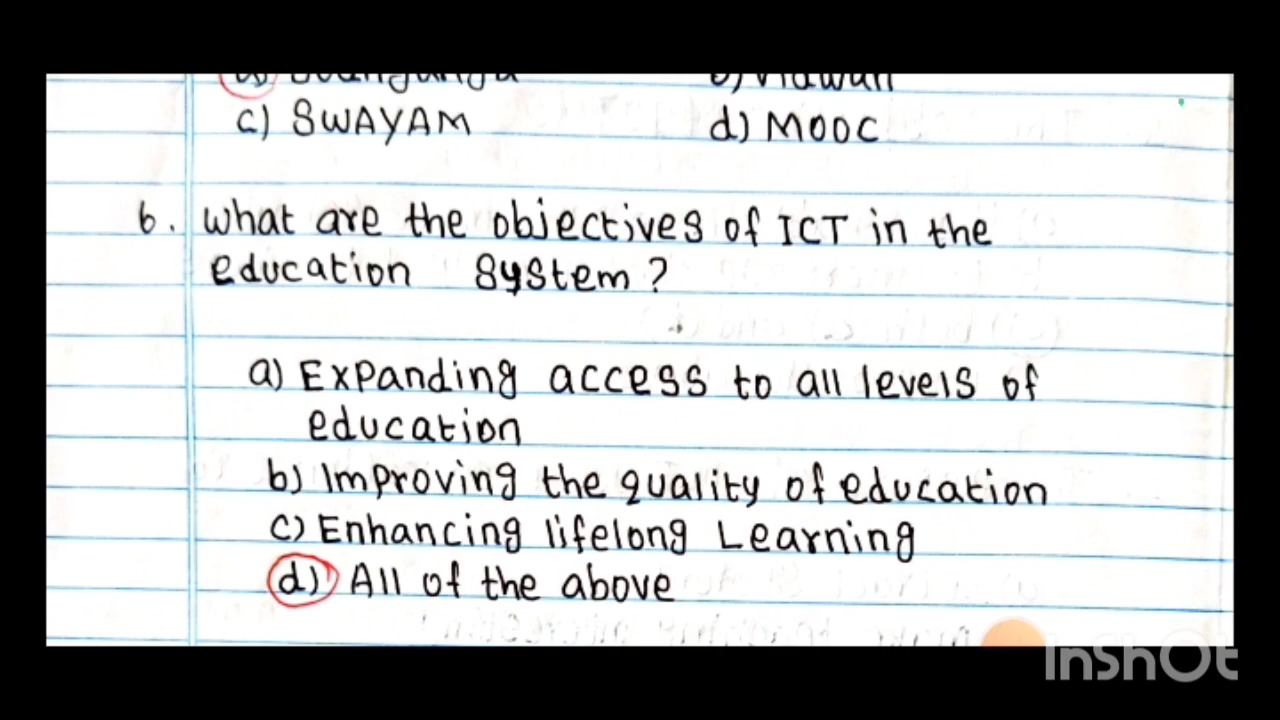 c) SWAYAM d) MOOC
6. What are the objectives of ICT in the
education system?
a) Expanding access to all levels of
education
b) Improving the quality of education
c) Enhancing lifelong Learning
d) All of the above
InShOt